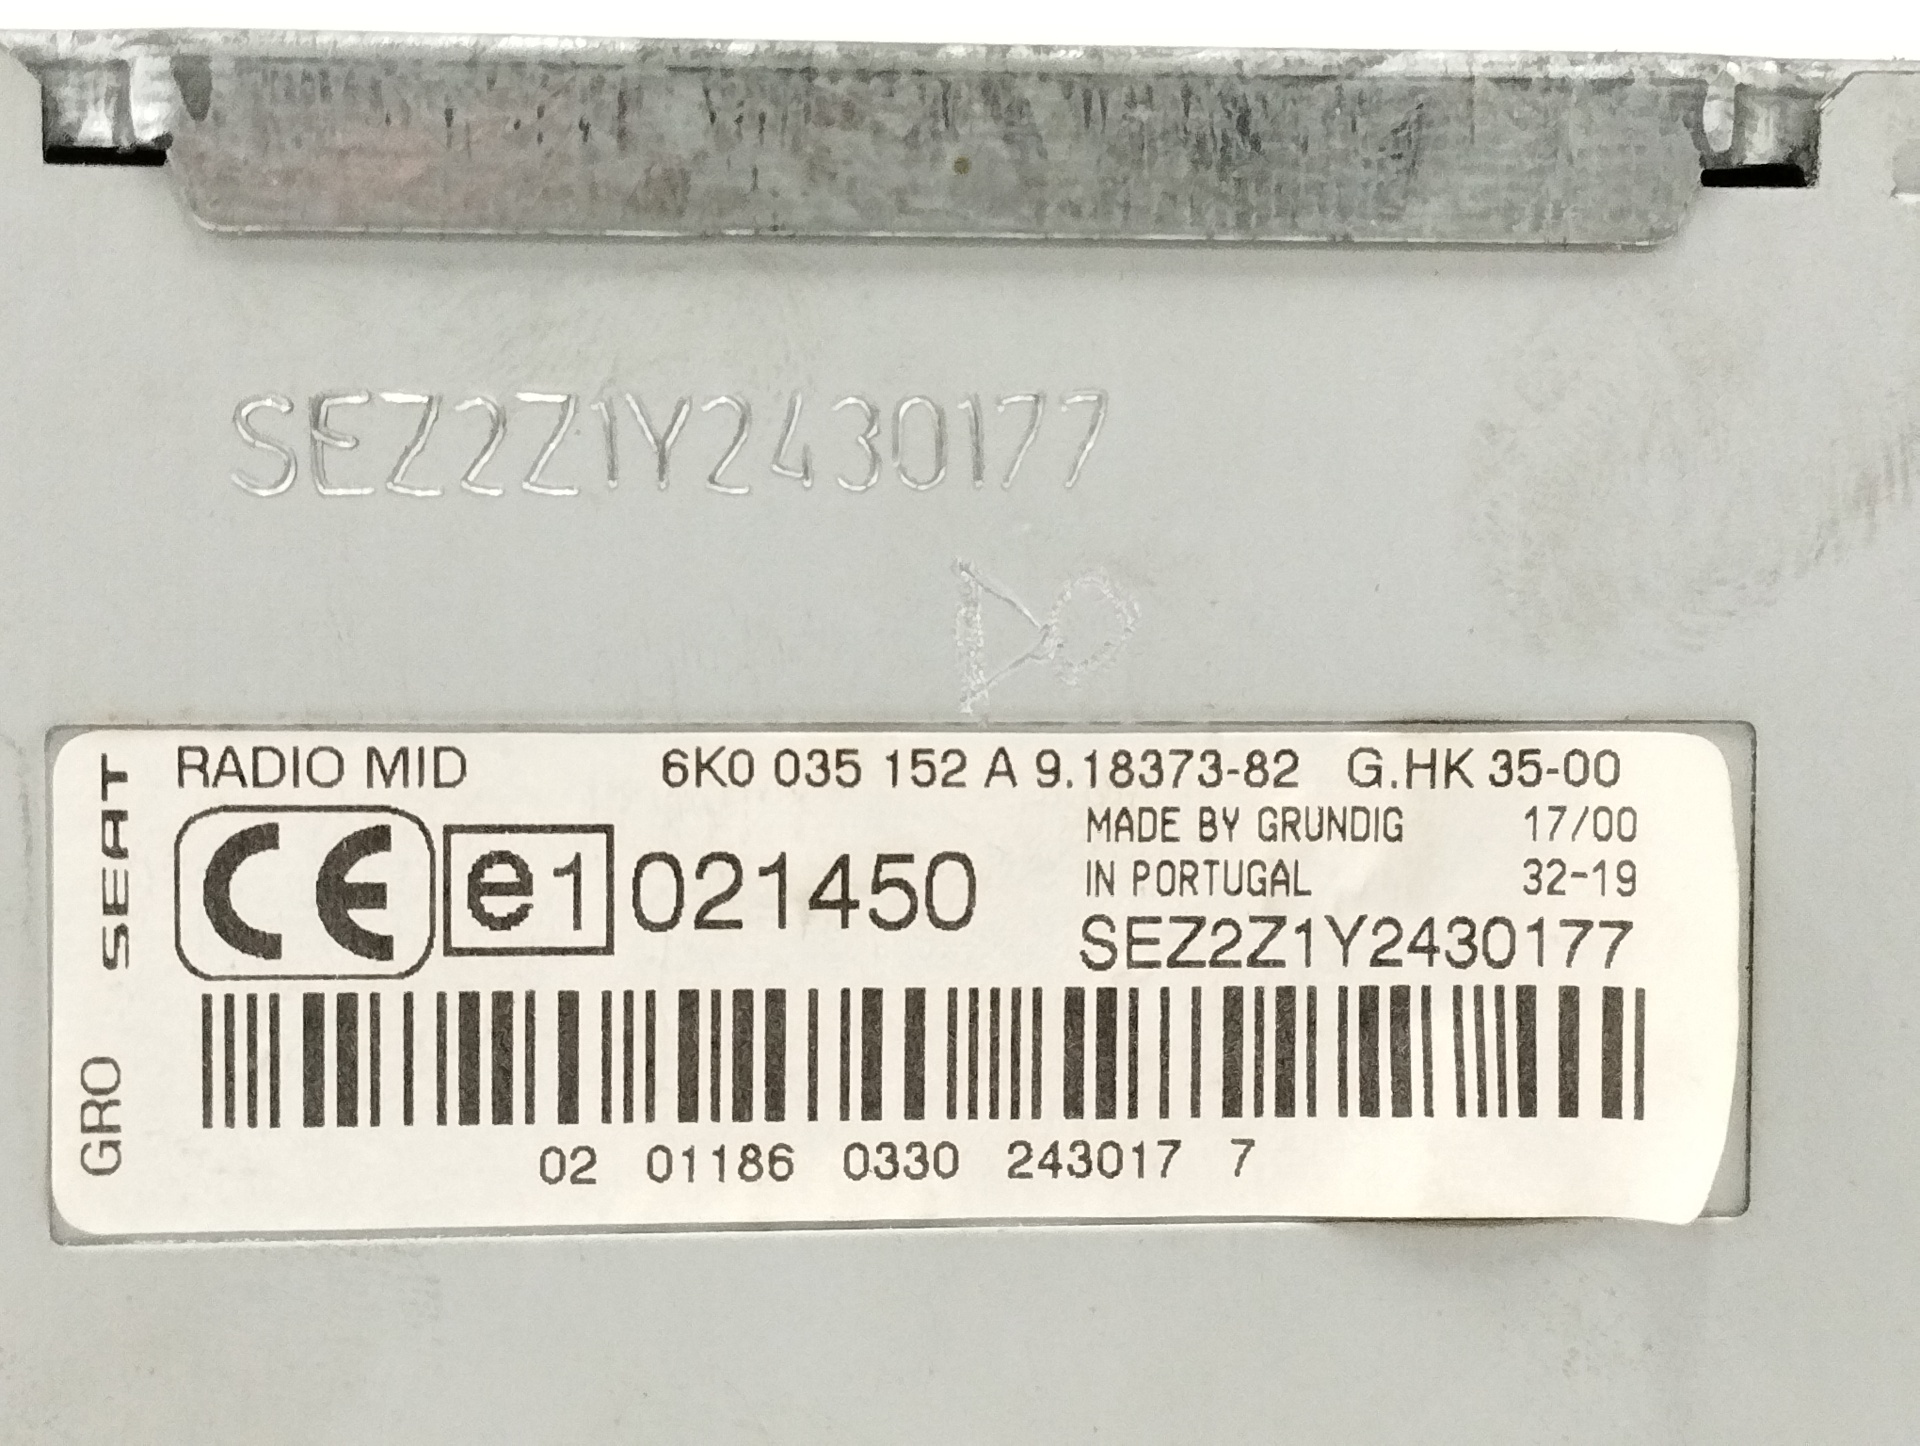 SEZ2Z1Y2430177
SEAT
GRO
RADIO MID 6K0 035 152 A 9.18373-82 G.HK 35-00
CE e1 021450
MADE BY GRUNDIG 17/00
IN PORTUGAL 32-19
SEZ2Z1Y2430177
02 01186 0330 243017 7